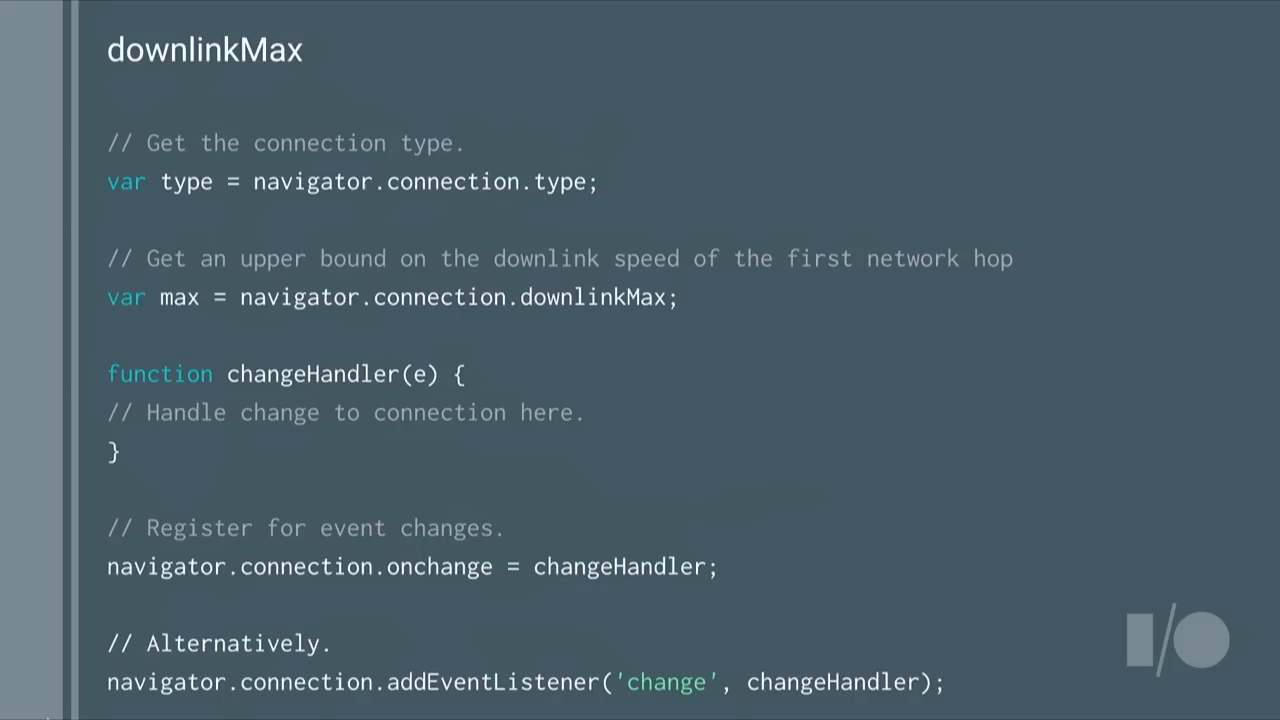 downlinkMax
// Get the connection type.
var type = navigator.connection.type;
// Get an upper bound on the downlink speed of the first network hop
var max = navigator.connection.downlinkMax;
function changeHandler(e) {
// Handle change to connection here.
}
// Register for event changes.
navigator.connection.onchange = changeHandler;
// Alternatively.
navigator.connection.addEventListener('change', changeHandler);
I/O